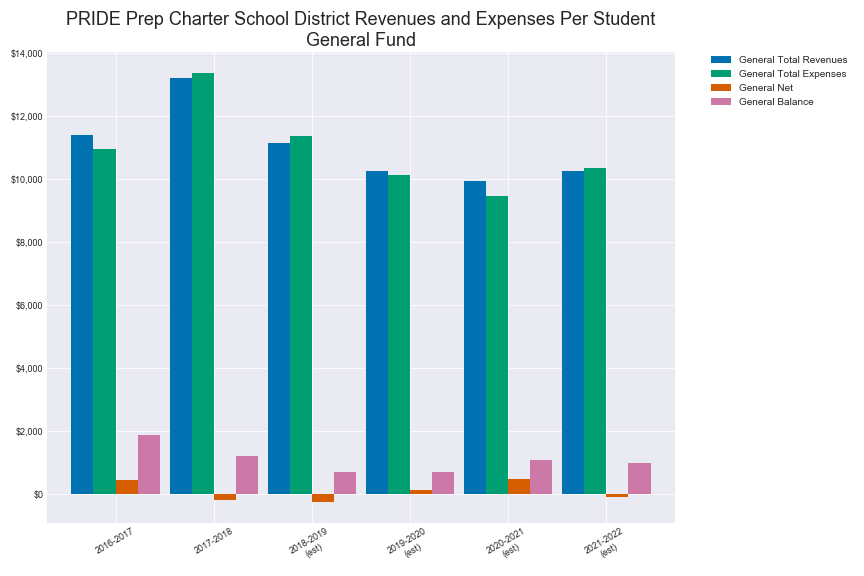 PRIDE Prep Charter School District Revenues and Expenses Per Student
General Fund
General Total Revenues
General Total Expenses
General Net
General Balance
$14,000
$12,000
$10,000
$8,000
$6,000
$4,000
$2,000
$0
2016-2017
2017-2018
2018-2019
(est)
2019-2020
(est)
2020-2021
(est)
2021-2022
(est)